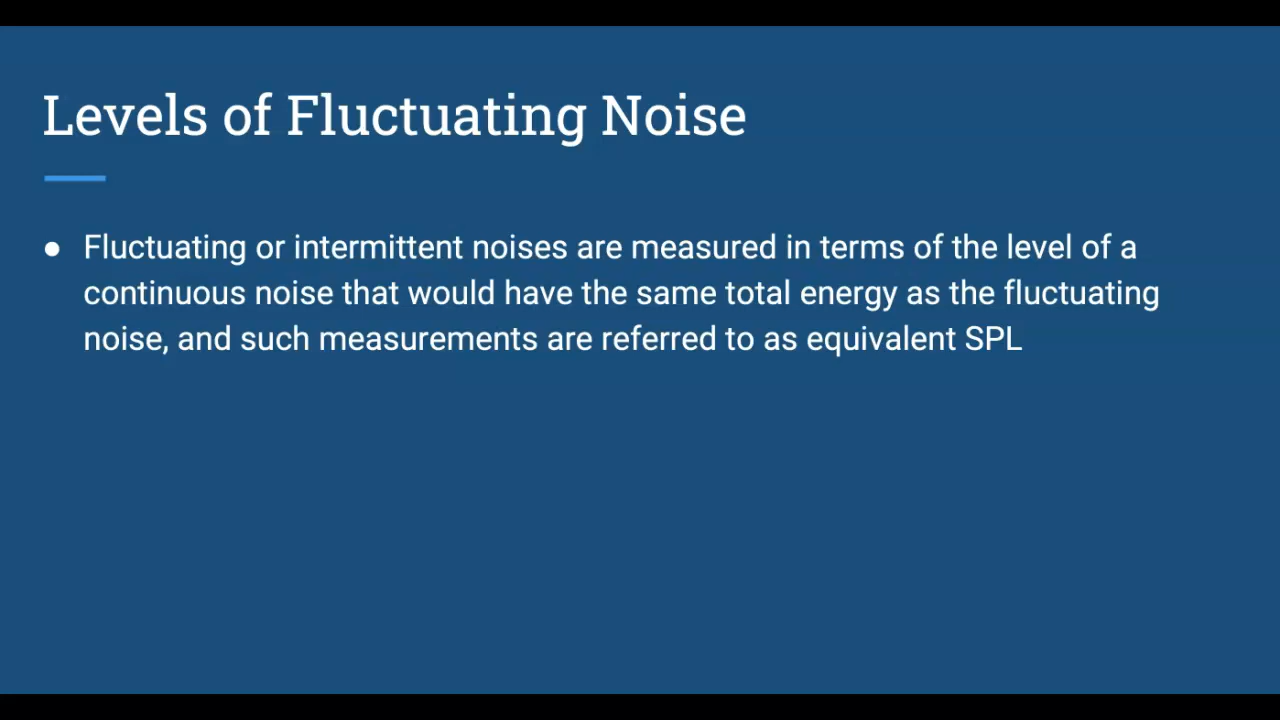 Levels of Fluctuating Noise
● Fluctuating or intermittent noises are measured in terms of the level of a
continuous noise that would have the same total energy as the fluctuating
noise, and such measurements are referred to as equivalent SPL